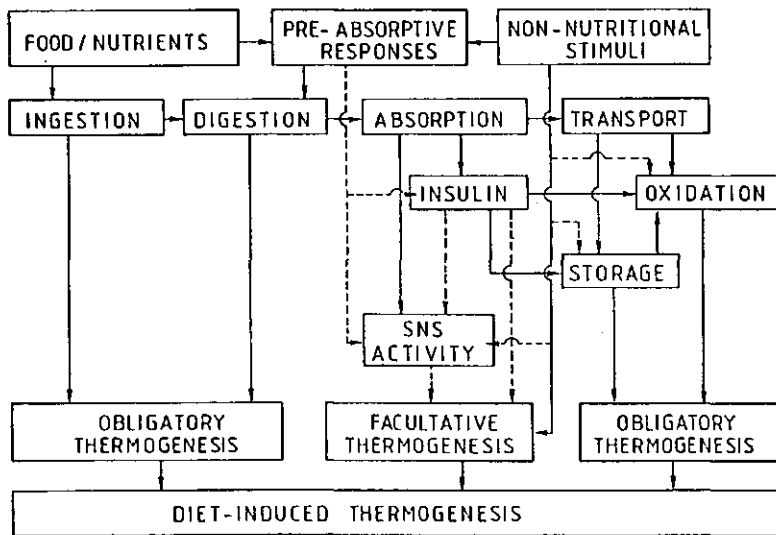 FOOD/NUTRIENTS
PRE-ABSORPTIVE
RESPONSES
NON-NUTRITIONAL
STIMULI
INGESTION
DIGESTION
ABSORPTION
TRANSPORT
INSULIN
OXIDATION
STORAGE
SNS
ACTIVITY
OBLIGATORY
THERMOGENESIS
FACULTATIVE
THERMOGENESIS
OBLIGATORY
THERMOGENESIS
DIET-INDUCED THERMOGENESIS